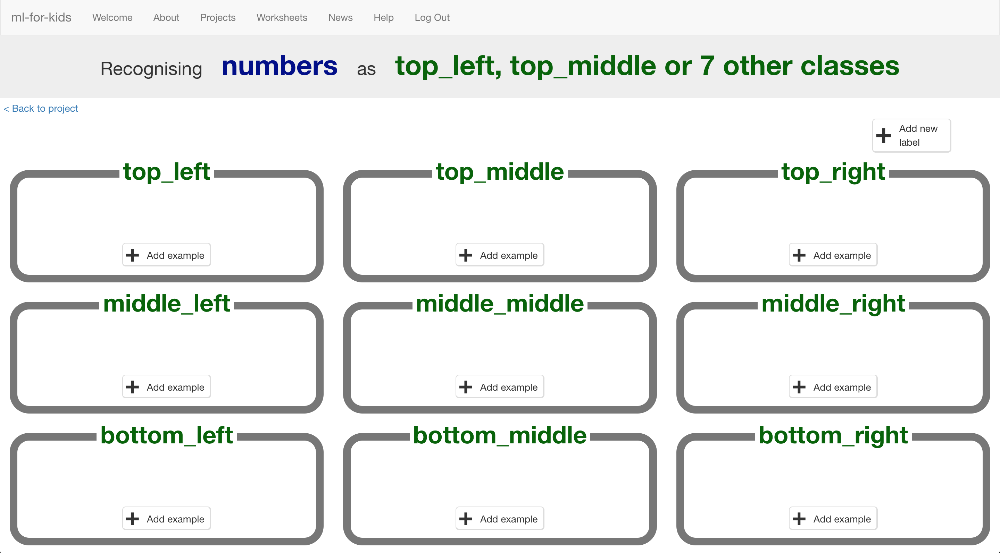 ml-for-kids Welcome About Projects Worksheets News Help Log Out
Recognising numbers as top_left, top_middle or 7 other classes
< Back to project
Add new
label
top_left top_middle top_right
Add example Add example Add example
middle_left middle_middle middle_right
Add example Add example Add example
bottom_left bottom_middle bottom_right
Add example Add example Add example